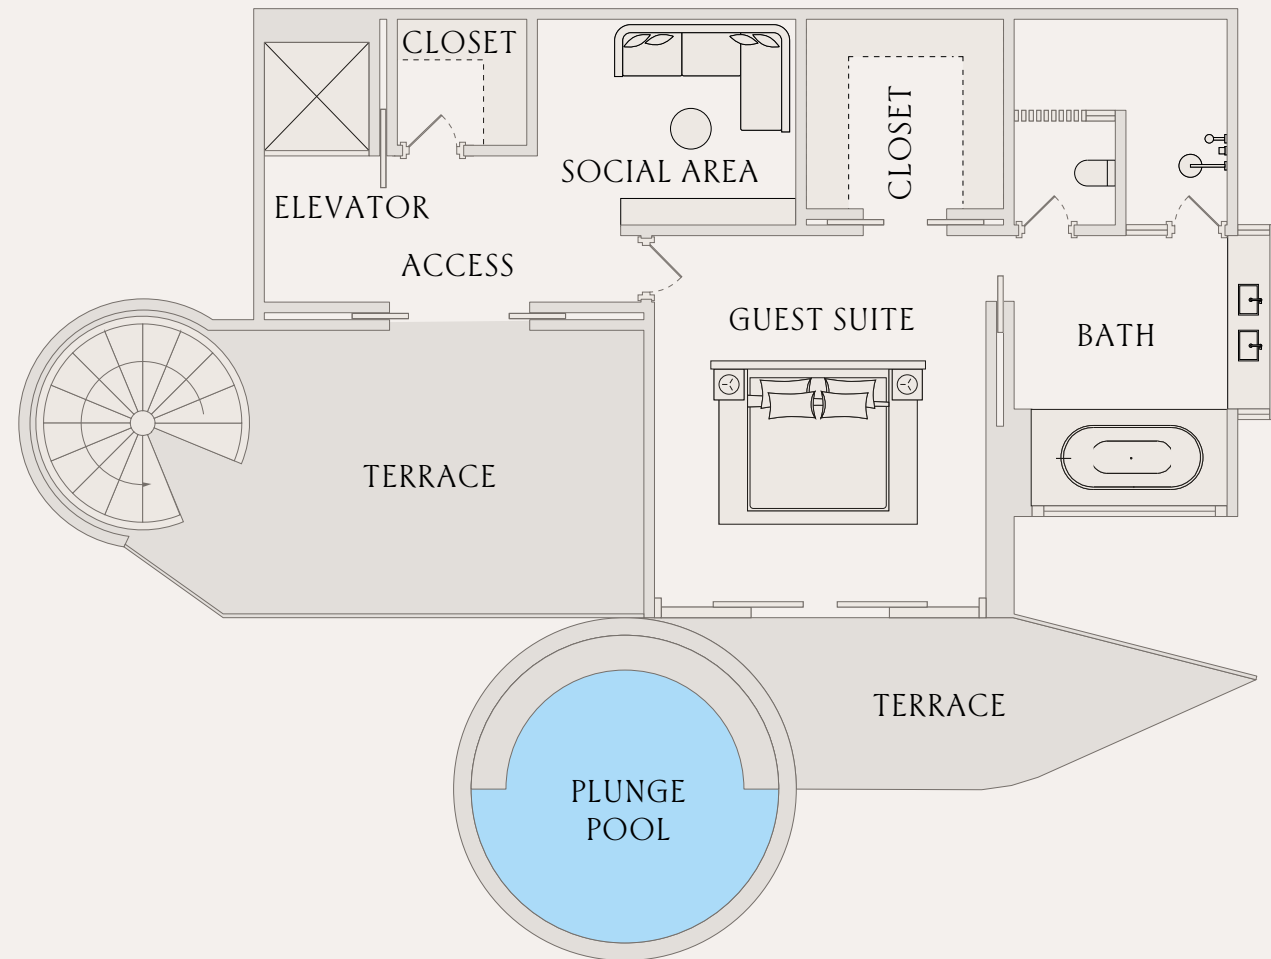 CLOSET
CLOSET
SOCIAL AREA
ELEVATOR
ACCESS
GUEST SUITE
BATH
TERRACE
TERRACE
PLUNGE
POOL